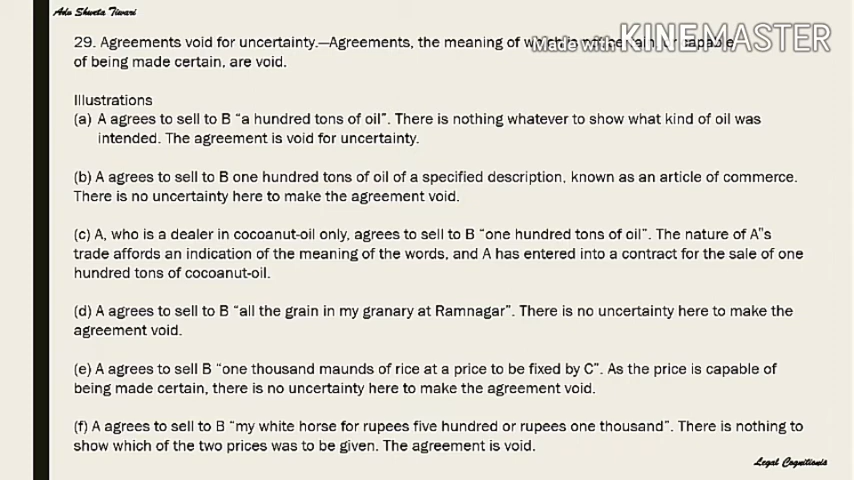 Adv Shweta Tiwari
Made with KINEMASTER
29. Agreements void for uncertainty.—Agreements, the meaning of
of being made certain, are void.
Illustrations
(a) A agrees to sell to B "a hundred tons of oil". There is nothing whatever to show what kind of oil was
intended. The agreement is void for uncertainty.
(b) A agrees to sell to B one hundred tons of oil of a specified description, known as an article of commerce.
There is no uncertainty here to make the agreement void.
(c) A, who is a dealer in cocoanut-oil only, agrees to sell to B "one hundred tons of oil". The nature of A"s
trade affords an indication of the meaning of the words, and A has entered into a contract for the sale of one
hundred tons of cocoanut-oil.
(d) A agrees to sell to B "all the grain in my granary at Ramnagar". There is no uncertainty here to make the
agreement void.
(e) A agrees to sell B "one thousand maunds of rice at a price to be fixed by C". As the price is capable of
being made certain, there is no uncertainty here to make the agreement void.
(f) A agrees to sell to B "my white horse for rupees five hundred or rupees one thousand". There is nothing to
show which of the two prices was to be given. The agreement is void.
Legal Cognitionis